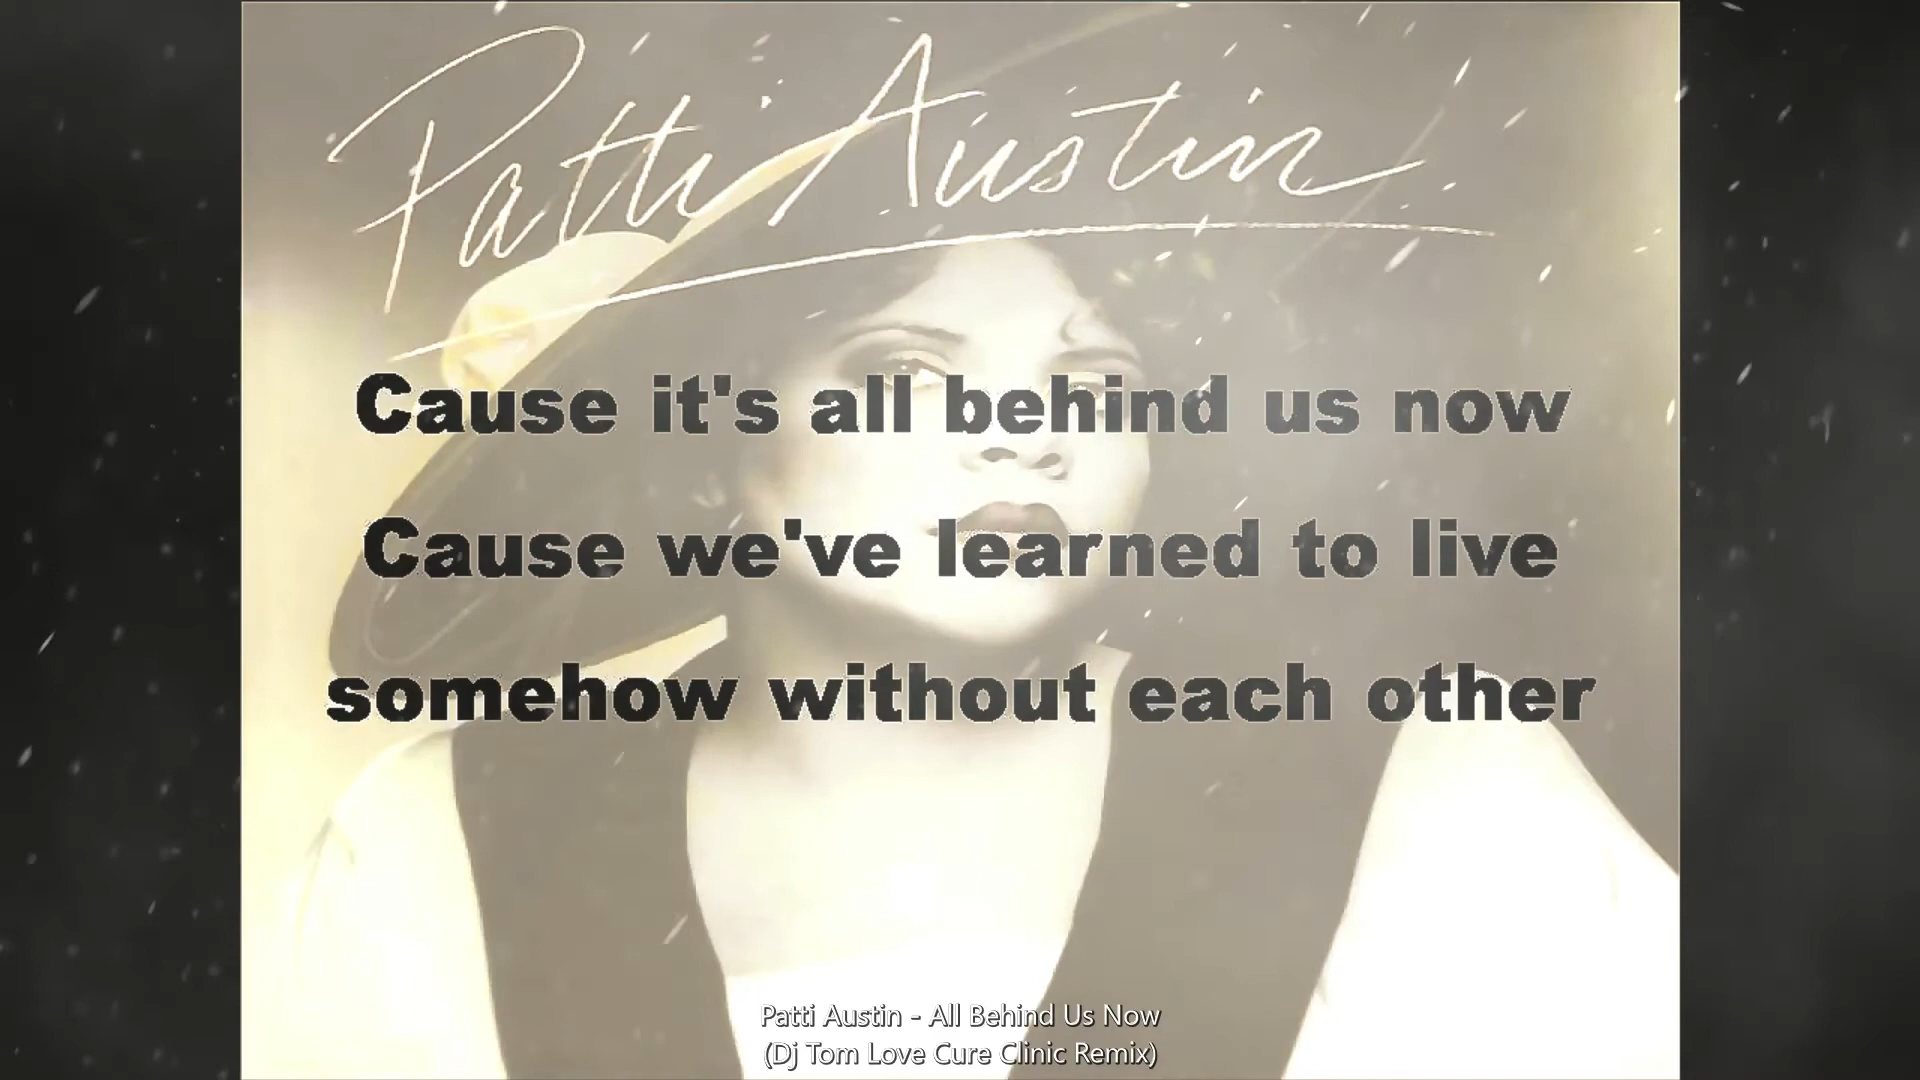 Patti Austin
Cause it's all behind us now
Cause we've learned to live
somehow without each other
Patti Austin - All Behind Us Now
(Dj Tom Love Cure Clinic Remix)